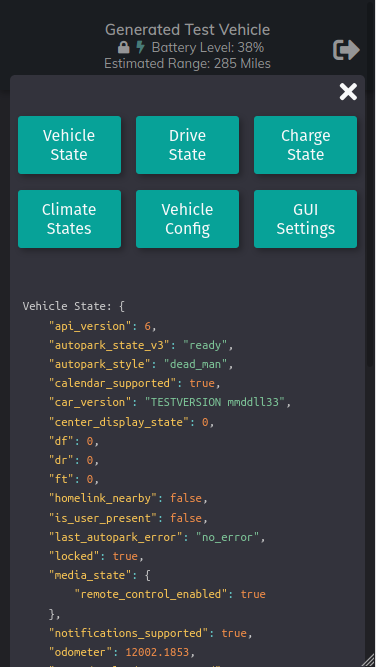 Generated Test Vehicle
Battery Level: 38%
Estimated Range: 285 Miles
Vehicle State
Drive State
Charge State
Climate States
Vehicle Config
GUI Settings
Vehicle State: {
"api_version": 6,
"autopark_state_v3": "ready",
"autopark_style": "dead_man",
"calendar_supported": true,
"car_version": "TESTVERSION mmddll33",
"center_display_state": 0,
"df": 0,
"dr": 0,
"ft": 0,
"homelink_nearby": false,
"is_user_present": false,
"last_autopark_error": "no_error",
"locked": true,
"media_state": {
"remote_control_enabled": true
},
"notifications_supported": true,
"odometer": 12002.1853,